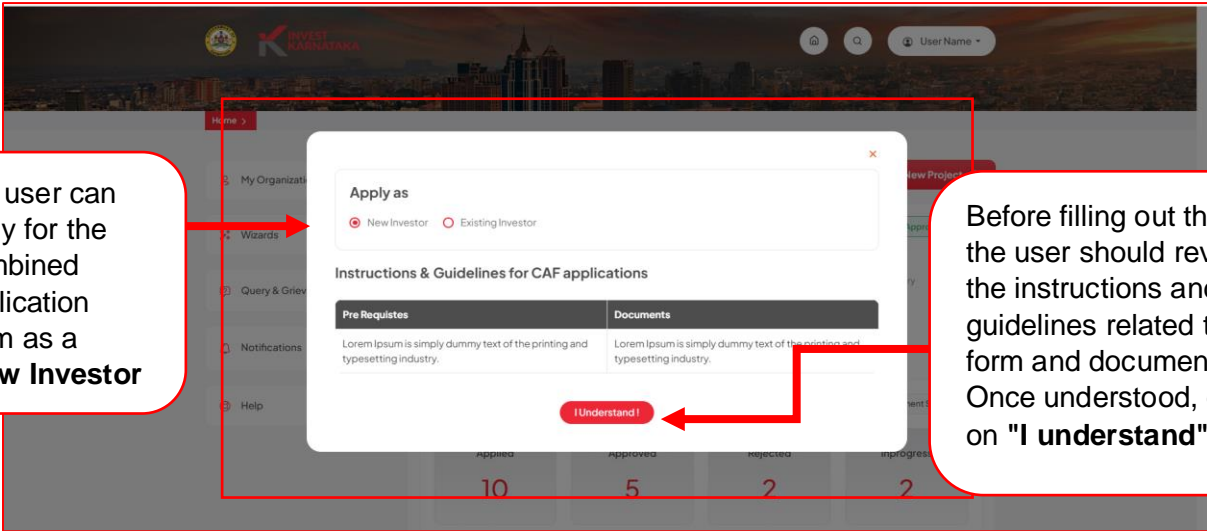 INVEST
KARNATAKA
User Name
Home >
My Organizati
New Project
Wizards
Query & Griev
Notifications
Help
×
Apply as
New Investor
Existing Investor
Instructions & Guidelines for CAF applications
Pre Requistes
Documents
Lorem Ipsum is simply dummy text of the printing and
typesetting industry.
Lorem Ipsum is simply dummy text of the printing and
typesetting industry.
I Understand !
Applied
Approved
Rejected
Inprogress
10
5
2
2
user can
y for the
mbined
lication
m as a
w Investor
Before filling out th
the user should rev
the instructions and
guidelines related t
form and documen
Once understood,
on "I understand"